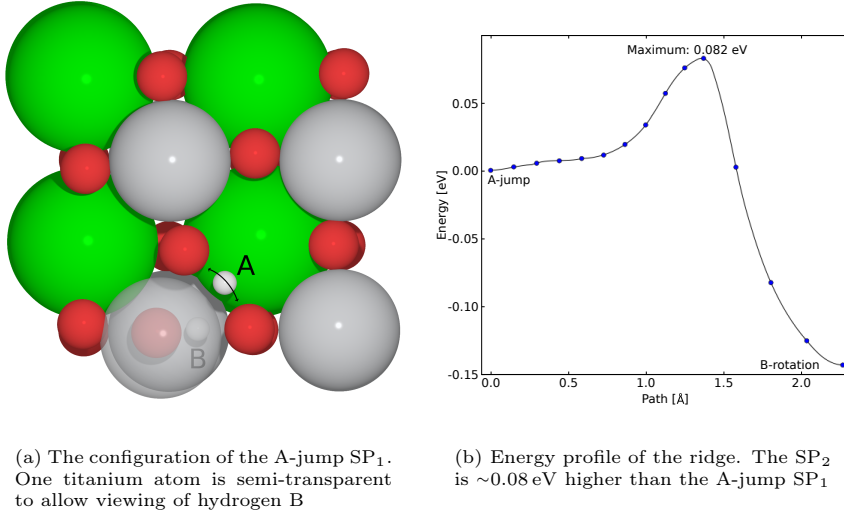 A
B
Maximum: 0.082 eV
0.05
0.00
A-jump
-0.05
-0.10
B-rotation
-0.15
0.0 0.5 1.0 1.5 2.0
Energy [eV]
Path [Å]
(a) The configuration of the A-jump SP₁.
One titanium atom is semi-transparent
to allow viewing of hydrogen B
(b) Energy profile of the ridge. The SP₂
is ~0.08 eV higher than the A-jump SP₁